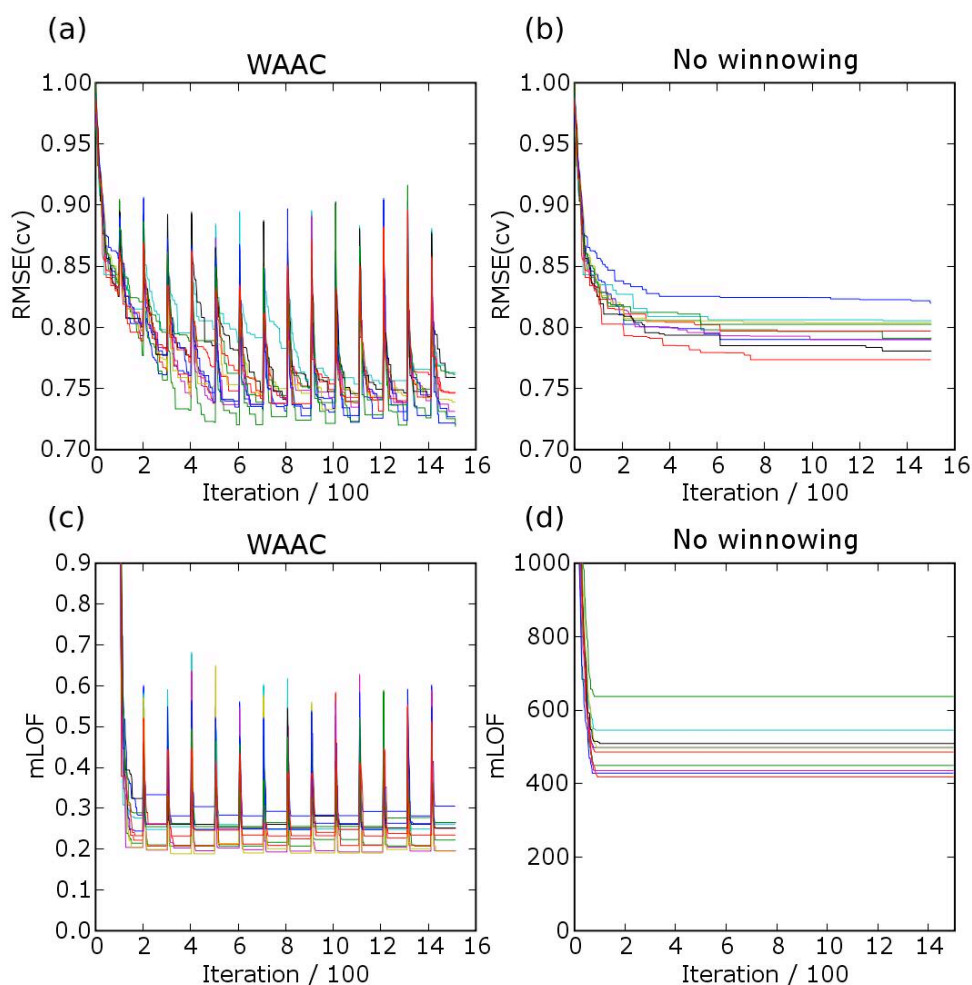 (a)
WAAC
1.00
0.95
0.90
0.85
0.80
0.75
0.70
RMSE(cv)
0 2 4 6 8 10 12 14 16
Iteration / 100
(b)
No winnowing
1.00
0.95
0.90
0.85
0.80
0.75
0.70
RMSE(cv)
0 2 4 6 8 10 12 14 16
Iteration / 100
(c)
WAAC
0.9
0.8
0.7
0.6
0.5
0.4
0.3
0.2
0.1
0.0
mLOF
0 2 4 6 8 10 12 14 16
Iteration / 100
(d)
No winnowing
1000
800
600
400
200
0
mLOF
0 2 4 6 8 10 12 14
Iteration / 100